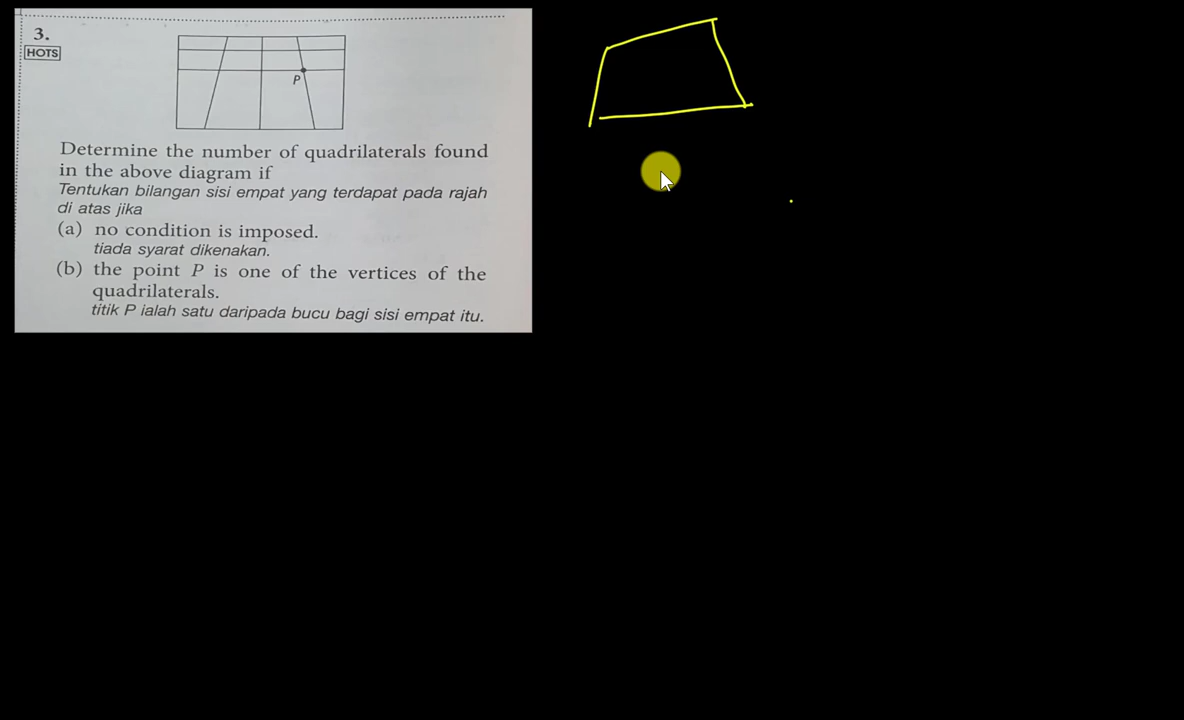 3.
HOTS
P
Determine the number of quadrilaterals found
in the above diagram if
Tentukan bilangan sisi empat yang terdapat pada rajah
di atas jika
(a) no condition is imposed.
tiada syarat dikenakan.
(b) the point P is one of the vertices of the
quadrilaterals.
titik P ialah satu daripada bucu bagi sisi empat itu.